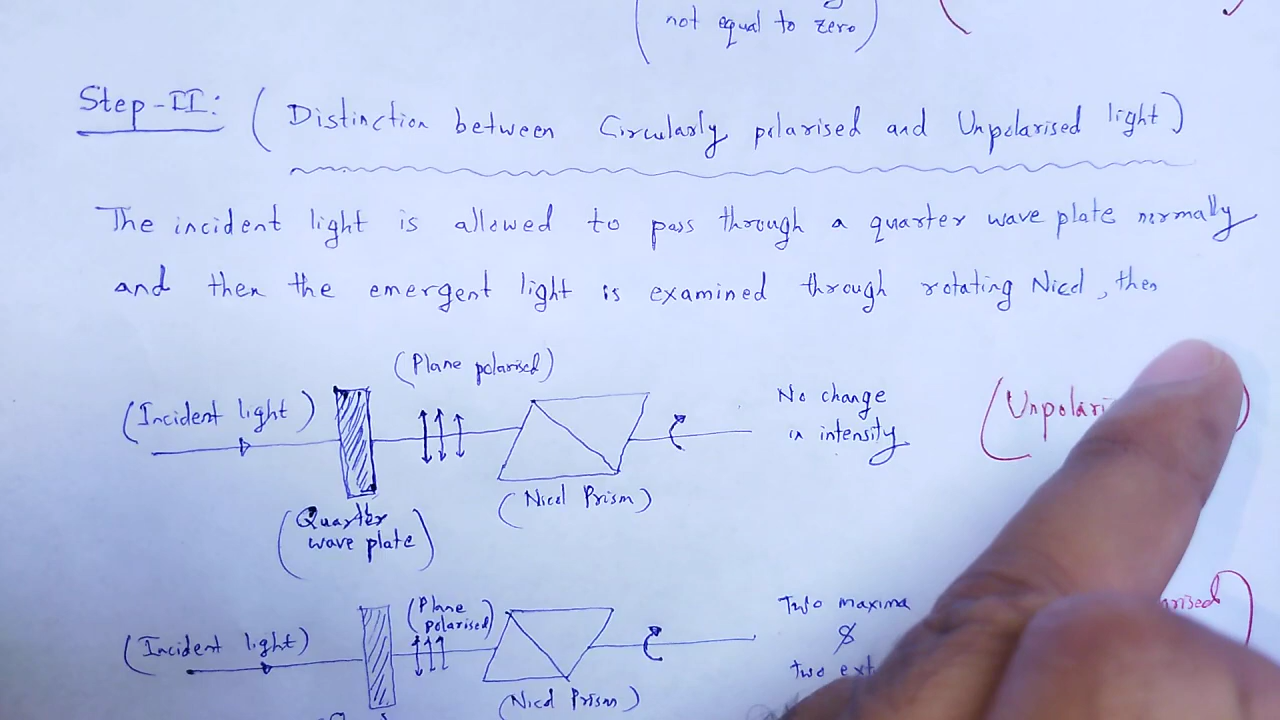 not equal to zero
Step-II: (Distinction between Circularly polarised and Unpolarised light)
The incident light is allowed to pass through a quarter wave plate normally
and then the emergent light is examined through rotating Nicol, then
(Plane polarised)
(Incident light)
No change
in intensity
(Nicol Prism)
(Quarter
wave plate)
(Plane
polarised)
(Incident light)
Two maxima
&
two
(Nicol Prism)